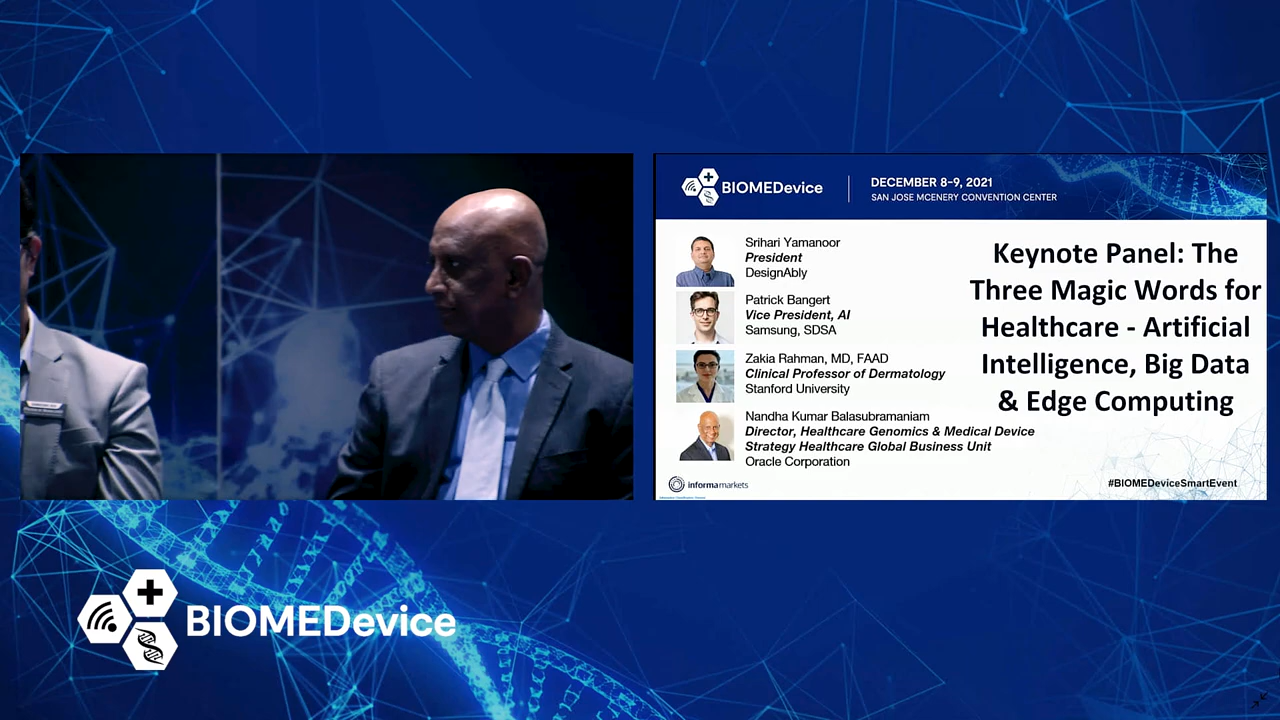 BIOMEDevice
DECEMBER 8-9, 2021
SAN JOSE MCENERY CONVENTION CENTER
Srihari Yamanoor
President
DesignAbly
Patrick Bangert
Vice President, AI
Samsung, SDSA
Zakia Rahman, MD, FAAD
Clinical Professor of Dermatology
Stanford University
Nandha Kumar Balasubramaniam
Director, Healthcare Genomics & Medical Device
Strategy Healthcare Global Business Unit
Oracle Corporation
Keynote Panel: The
Three Magic Words for
Healthcare - Artificial
Intelligence, Big Data
& Edge Computing
informa markets
#BIOMEDeviceSmartEvent
BIOMEDevice